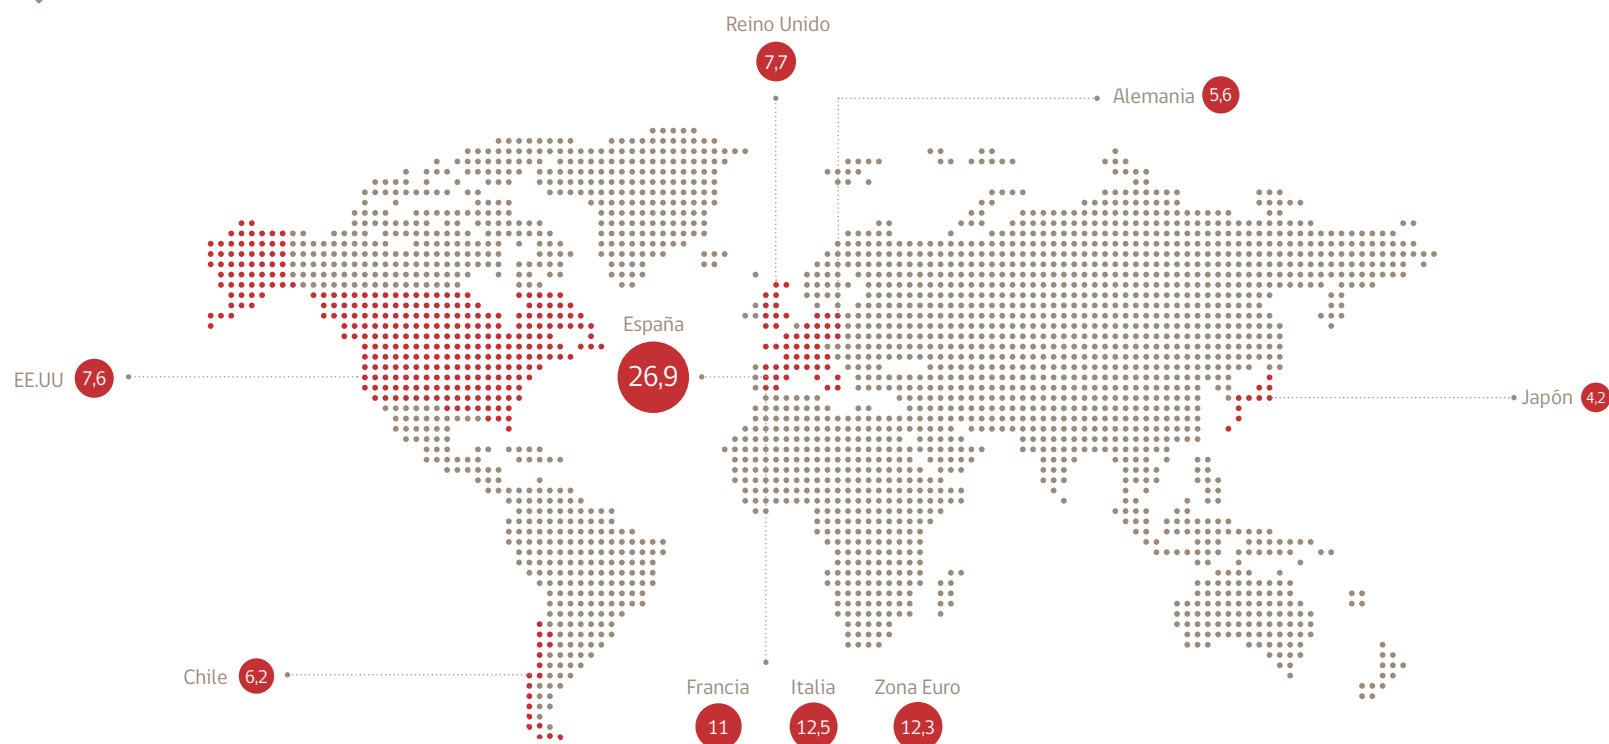 Reino Unido
7,7
Alemania 5,6
España
26,9
EE.UU 7,6
Japón 4,2
Chile 6,2
Francia Italia Zona Euro
11 12,5 12,3